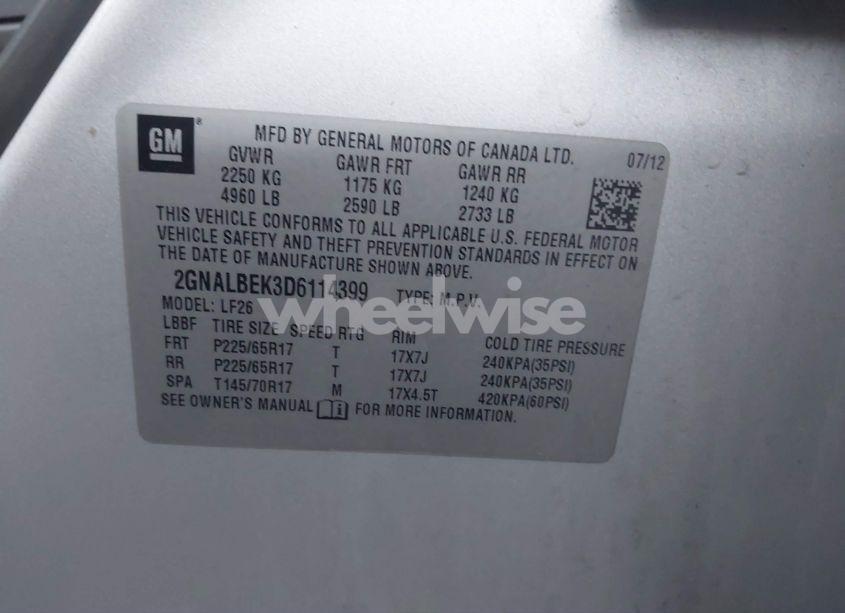 GM ®
MFD BY GENERAL MOTORS OF CANADA LTD. 07/12
GVWR GAWR FRT GAWR RR
2250 KG 1175 KG 1240 KG
4960 LB 2590 LB 2733 LB
THIS VEHICLE CONFORMS TO ALL APPLICABLE U.S. FEDERAL MOTOR
VEHICLE SAFETY AND THEFT PREVENTION STANDARDS IN EFFECT ON
THE DATE OF MANUFACTURE SHOWN ABOVE.
2GNALBEK3D6114399 TYPE: M.P.V.
wheelwise
MODEL: LF26
LBBF TIRE SIZE SPEED RTG RIM COLD TIRE PRESSURE
FRT P225/65R17 T 17X7J 240KPA(35PSI)
RR P225/65R17 T 17X7J 240KPA(35PSI)
SPA T145/70R17 M 17X4.5T 420KPA(60PSI)
SEE OWNER'S MANUAL i FOR MORE INFORMATION.